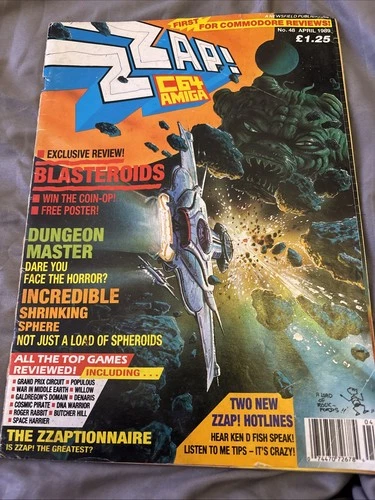 A NEWSFIELD PUBLICATION
FIRST FOR COMMODORE REVIEWS!
No. 48 APRIL 1989
£1.25
ZZAP!
C64
AMIGA
EXCLUSIVE REVIEW!
BLASTEROIDS
WIN THE COIN-OP!
FREE POSTER!
DUNGEON
MASTER
DARE YOU
FACE THE HORROR?
INCREDIBLE
SHRINKING
SPHERE
NOT JUST A LOAD OF SPHEROIDS
ALL THE TOP GAMES
REVIEWED! INCLUDING . . .
GRAND PRIX CIRCUIT ■ POPULOUS
WAR IN MIDDLE EARTH ■ WILLOW
GALDREGON'S DOMAIN ■ DENARIS
COSMIC PIRATE ■ DNA WARRIOR
ROGER RABBIT ■ BUTCHER HILL
SPACE HARRIER
THE ZZAPTIONNAIRE
IS ZZAP! THE GREATEST?
TWO NEW
ZZAP! HOTLINES
HEAR KEN D FISH SPEAK!
LISTEN TO ME TIPS – IT'S CRAZY!
04